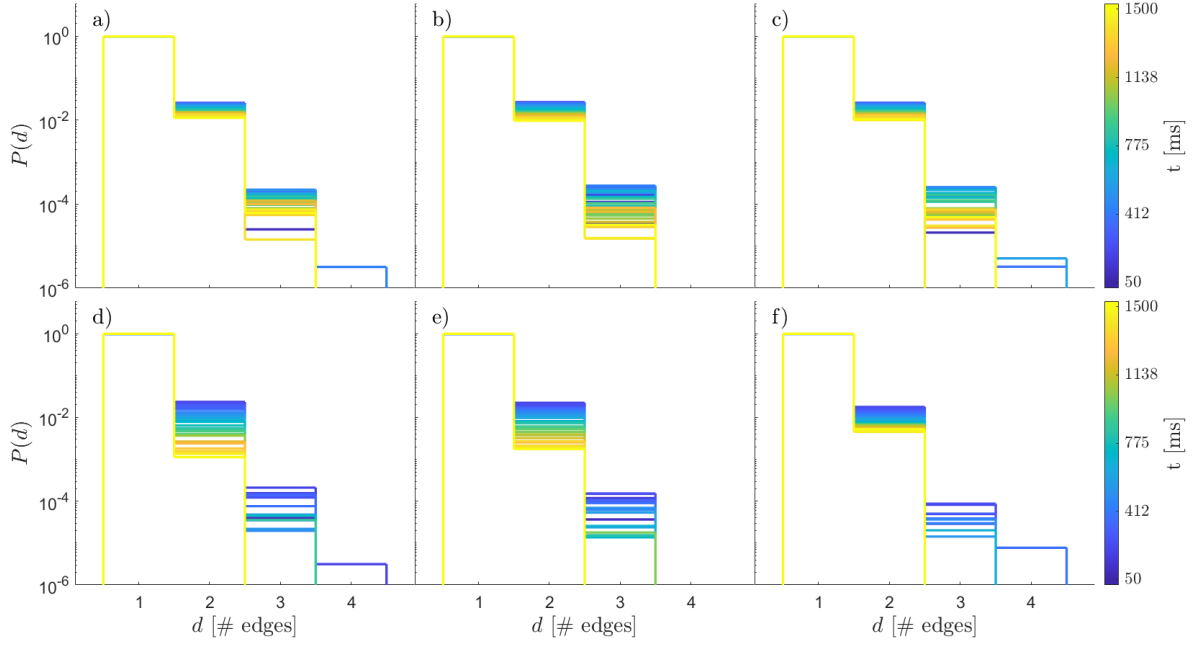 a)
b)
c)
10^0
10^-2
10^-4
10^-6
P(d)
1500
1138
775
412
50
t [ms]
d)
e)
f)
10^0
10^-2
10^-4
10^-6
P(d)
1500
1138
775
412
50
t [ms]
1 2 3 4
1 2 3 4
1 2 3 4
d [# edges]
d [# edges]
d [# edges]